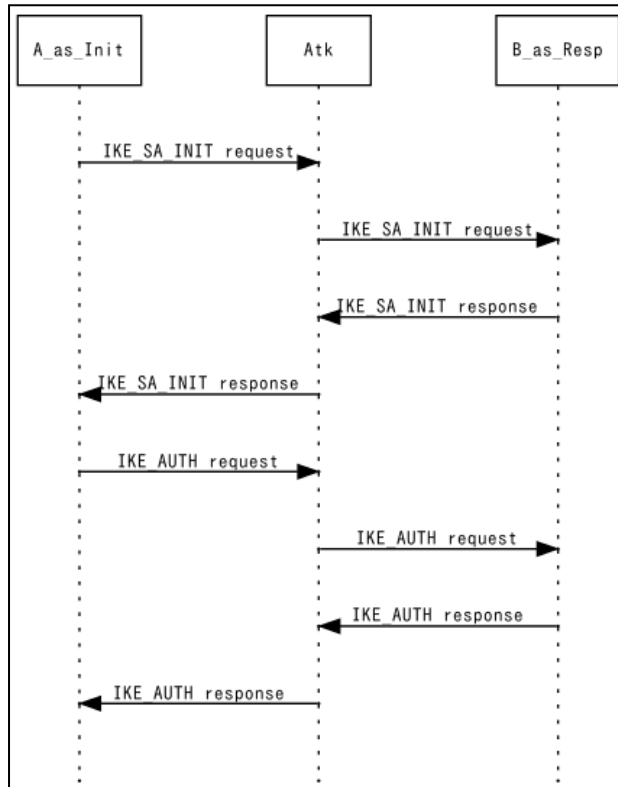 A_as_Init
Atk
B_as_Resp
IKE_SA_INIT request
IKE_SA_INIT request
IKE_SA_INIT response
IKE_SA_INIT response
IKE_AUTH request
IKE_AUTH request
IKE_AUTH response
IKE_AUTH response